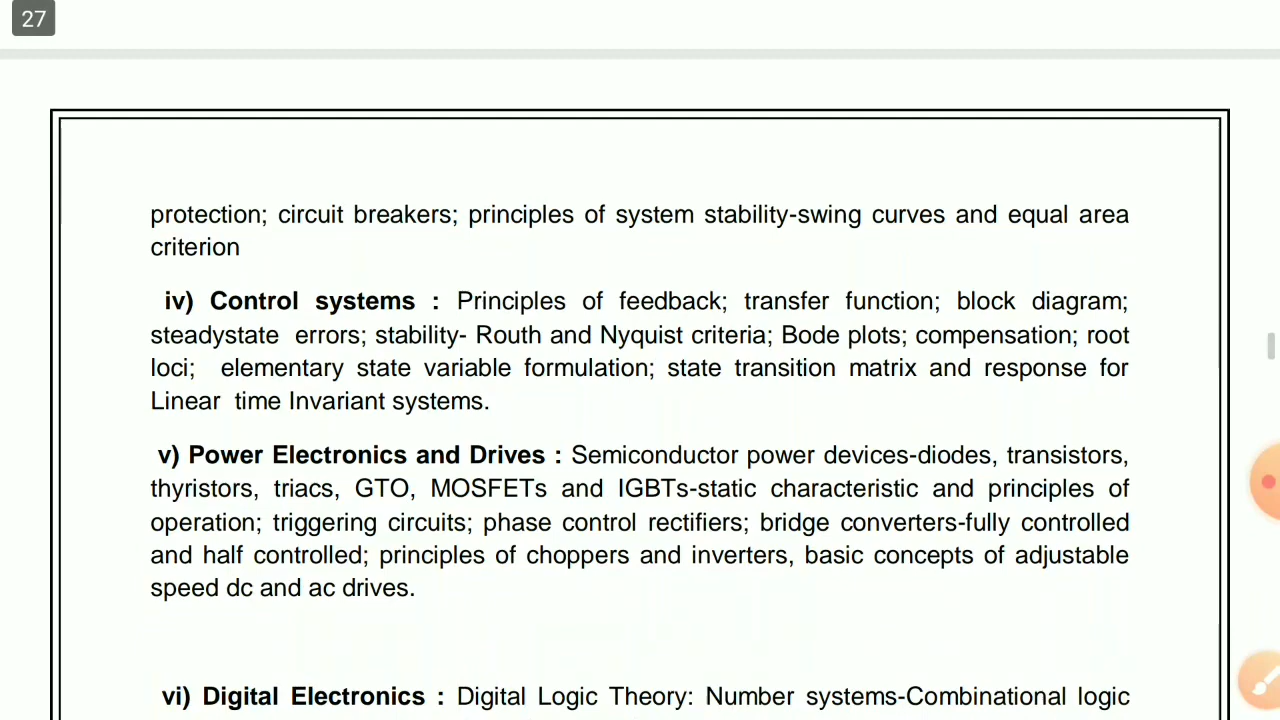 27
protection; circuit breakers; principles of system stability-swing curves and equal area
criterion
iv) Control systems : Principles of feedback; transfer function; block diagram;
steadystate errors; stability- Routh and Nyquist criteria; Bode plots; compensation; root
loci; elementary state variable formulation; state transition matrix and response for
Linear time Invariant systems.
v) Power Electronics and Drives : Semiconductor power devices-diodes, transistors,
thyristors, triacs, GTO, MOSFETs and IGBTs-static characteristic and principles of
operation; triggering circuits; phase control rectifiers; bridge converters-fully controlled
and half controlled; principles of choppers and inverters, basic concepts of adjustable
speed dc and ac drives.
vi) Digital Electronics : Digital Logic Theory: Number systems-Combinational logic